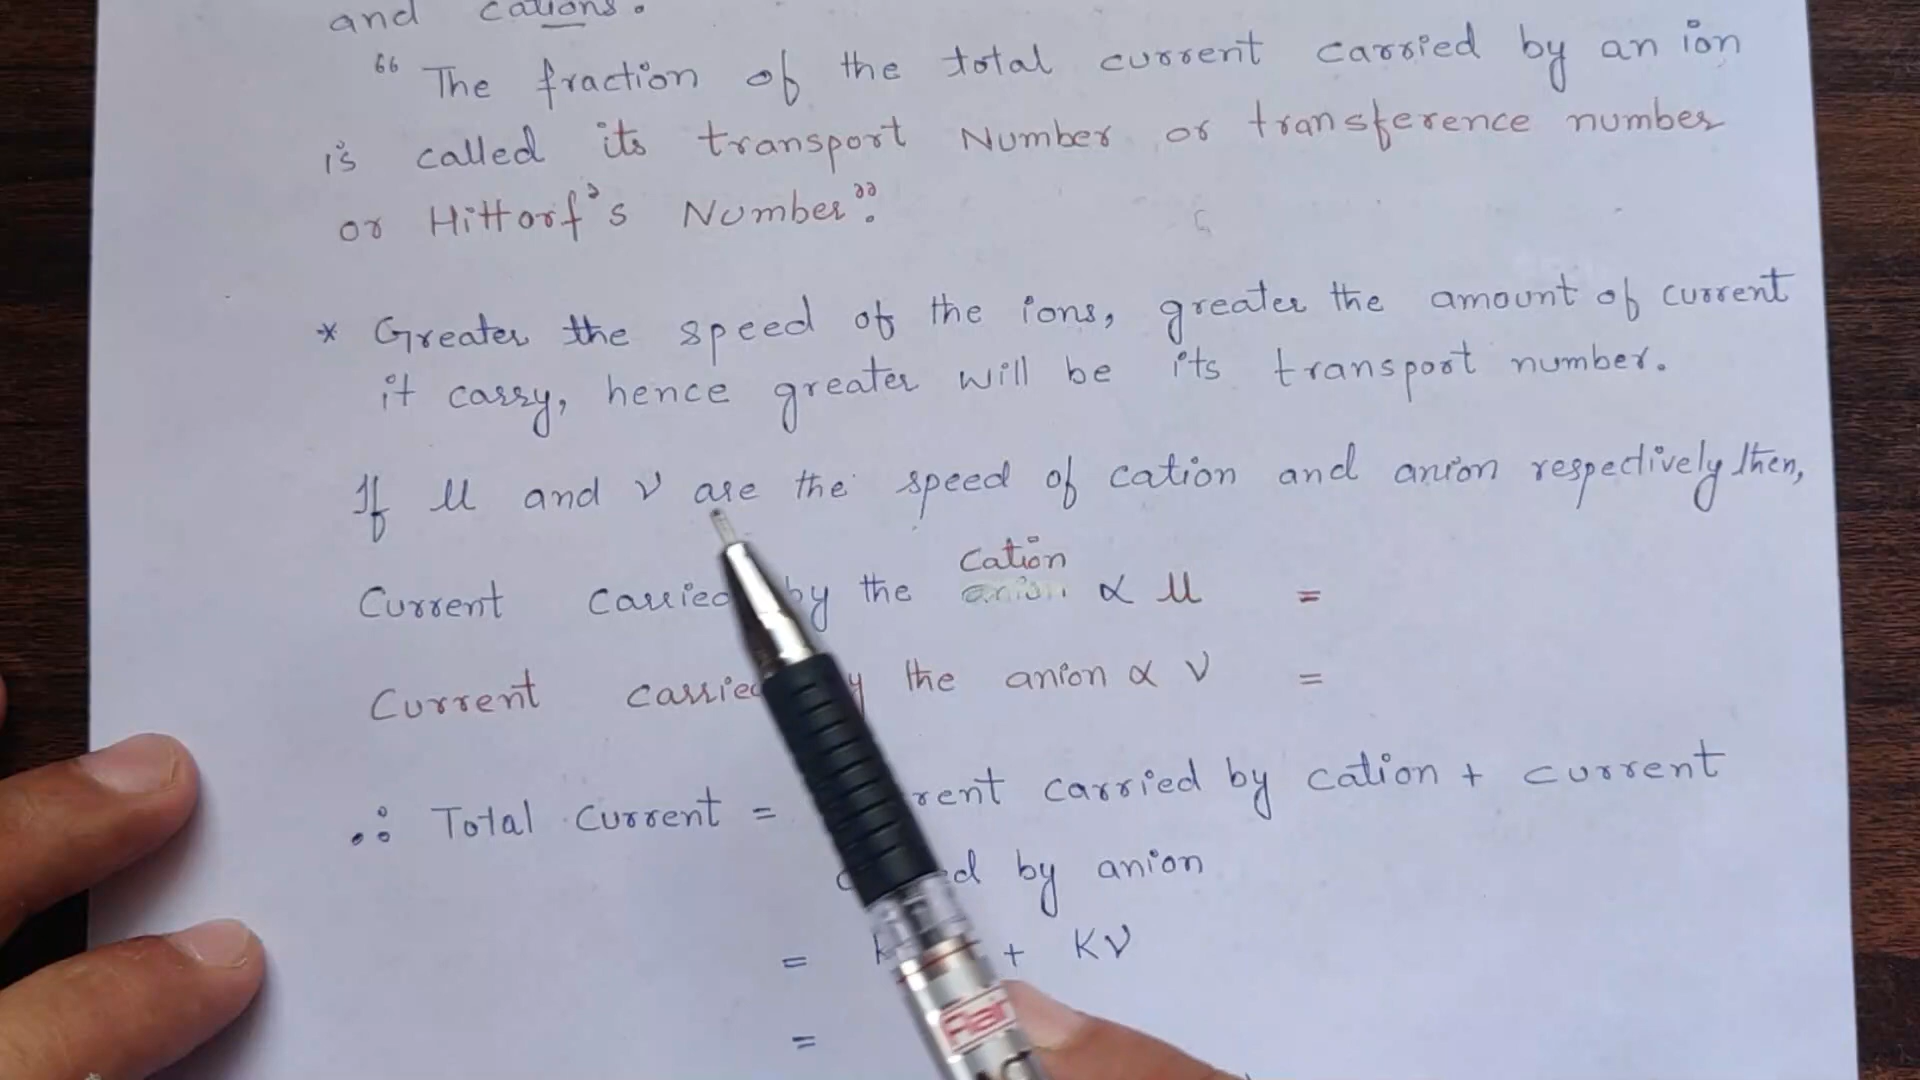 and cations.
"The fraction of the total current carried by an ion
is called its transport Number or transference number
or Hittorf's Number".
* Greater the speed of the ions, greater the amount of current
it carry, hence greater will be its transport number.
If u and v are the speed of cation and anion respectively then,
cation
Current carried by the anion ∝ u =
Current carried by the anion ∝ v =
∴ Total current = rent carried by cation + current
d by anion
= K + Kv
=
Flair